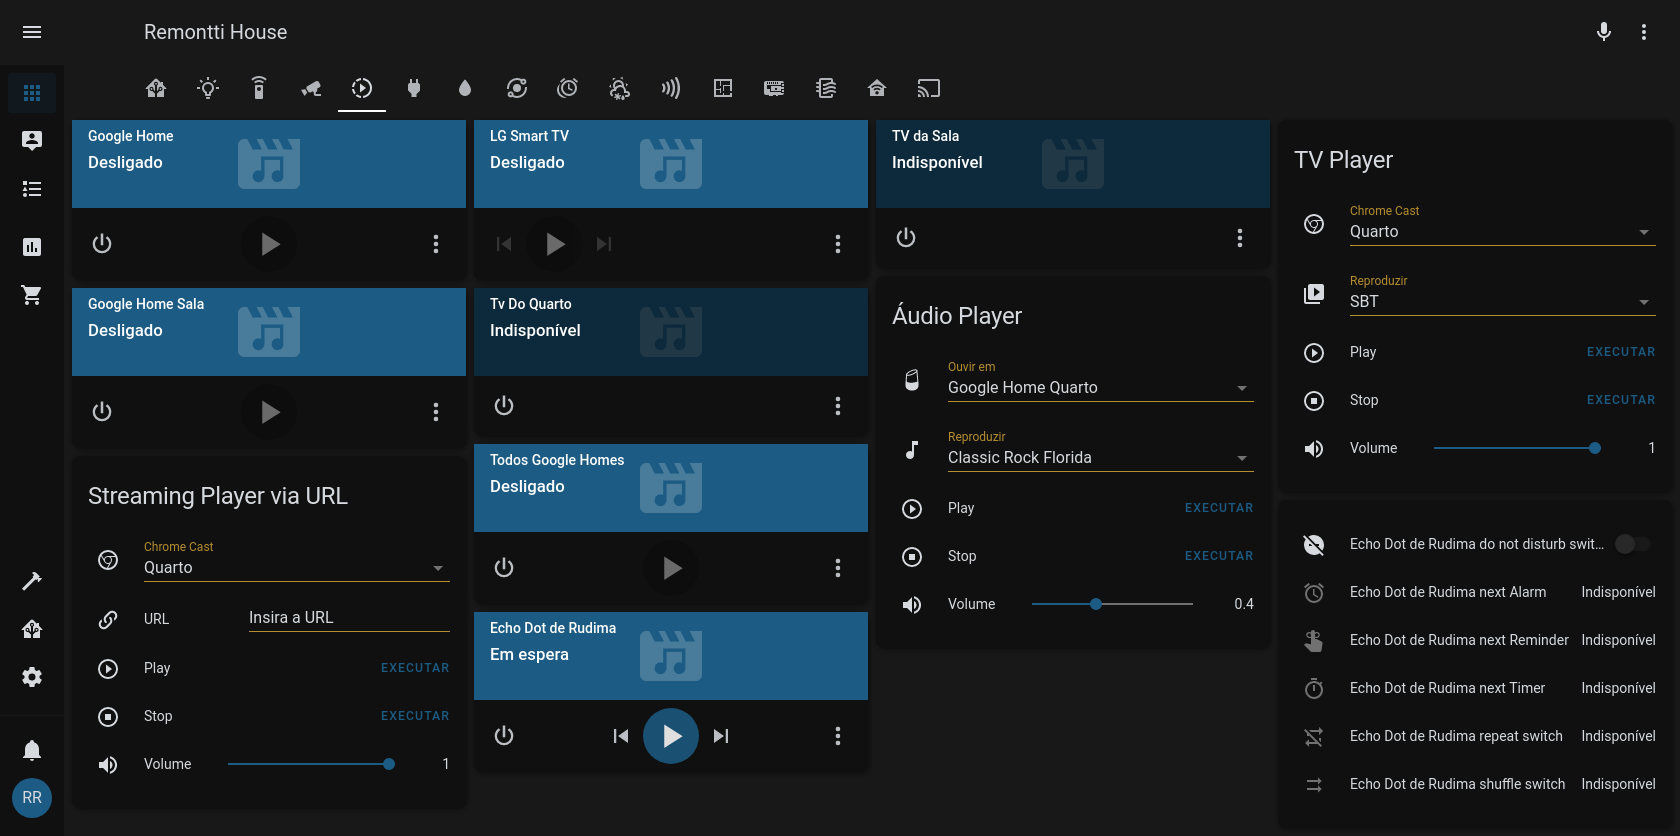 Remontti House
Google Home
Desligado
Google Home Sala
Desligado
Streaming Player via URL
Chrome Cast
Quarto
URL Insira a URL
Play EXECUTAR
Stop EXECUTAR
Volume 1
LG Smart TV
Desligado
Tv Do Quarto
Indisponível
Todos Google Homes
Desligado
Echo Dot de Rudima
Em espera
TV da Sala
Indisponível
Áudio Player
Ouvir em
Google Home Quarto
Reproduzir
Classic Rock Florida
Play EXECUTAR
Stop EXECUTAR
Volume 0.4
TV Player
Chrome Cast
Quarto
Reproduzir
SBT
Play EXECUTAR
Stop EXECUTAR
Volume 1
Echo Dot de Rudima do not disturb swit...
Echo Dot de Rudima next Alarm Indisponível
Echo Dot de Rudima next Reminder Indisponível
Echo Dot de Rudima next Timer Indisponível
Echo Dot de Rudima repeat switch Indisponível
Echo Dot de Rudima shuffle switch Indisponível
RR